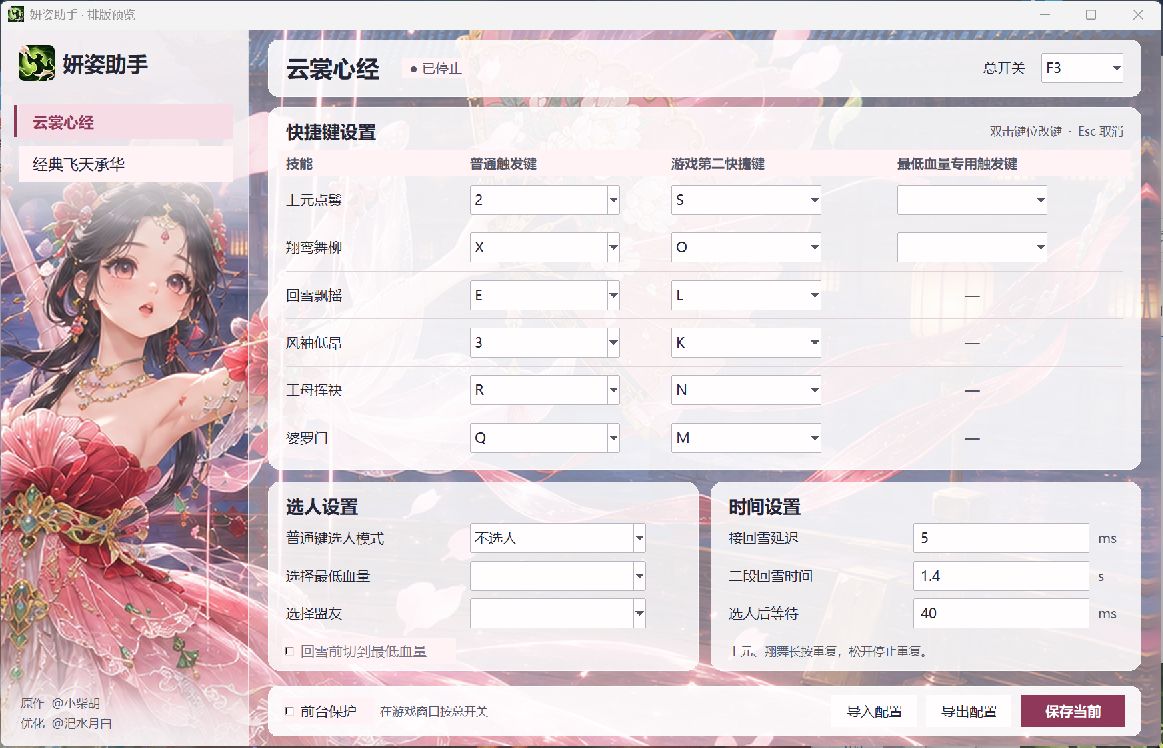 妍姿助手 · 排版预览
妍姿助手
云裳心经
经典飞天承华
原作 @小柴胡
优化 @泪水月白
云裳心经
● 已停止
总开关
F3
快捷键设置
双击键位改键 · Esc 取消
技能 普通触发键 游戏第二快捷键 最低血量专用触发键
上元点鬟 2 S
翔鸾舞柳 X O
回雪飘摇 E L —
风袖低昂 3 K —
王母挥袂 R N —
婆罗门 Q M —
选人设置
普通键选人模式 不选人
选择最低血量
选择盟友
回雪前切到最低血量
时间设置
接回雪延迟 5 ms
二段回雪时间 1.4 s
选人后等待 40 ms
上元、翔舞长按重复，松开停止重复。
前台保护 在游戏窗口按总开关
导入配置 导出配置 保存当前